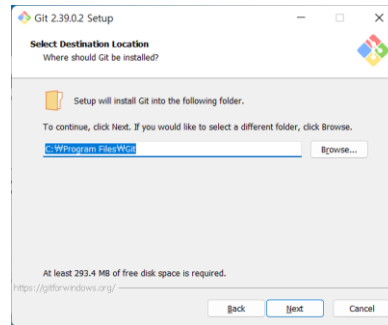 Git 2.39.0.2 Setup
Select Destination Location
Where should Git be installed?
Setup will install Git into the following folder.
To continue, click Next. If you would like to select a different folder, click Browse.
C:₩Program Files₩Git
Browse...
At least 293.4 MB of free disk space is required.
https://gitforwindows.org/
Back
Next
Cancel